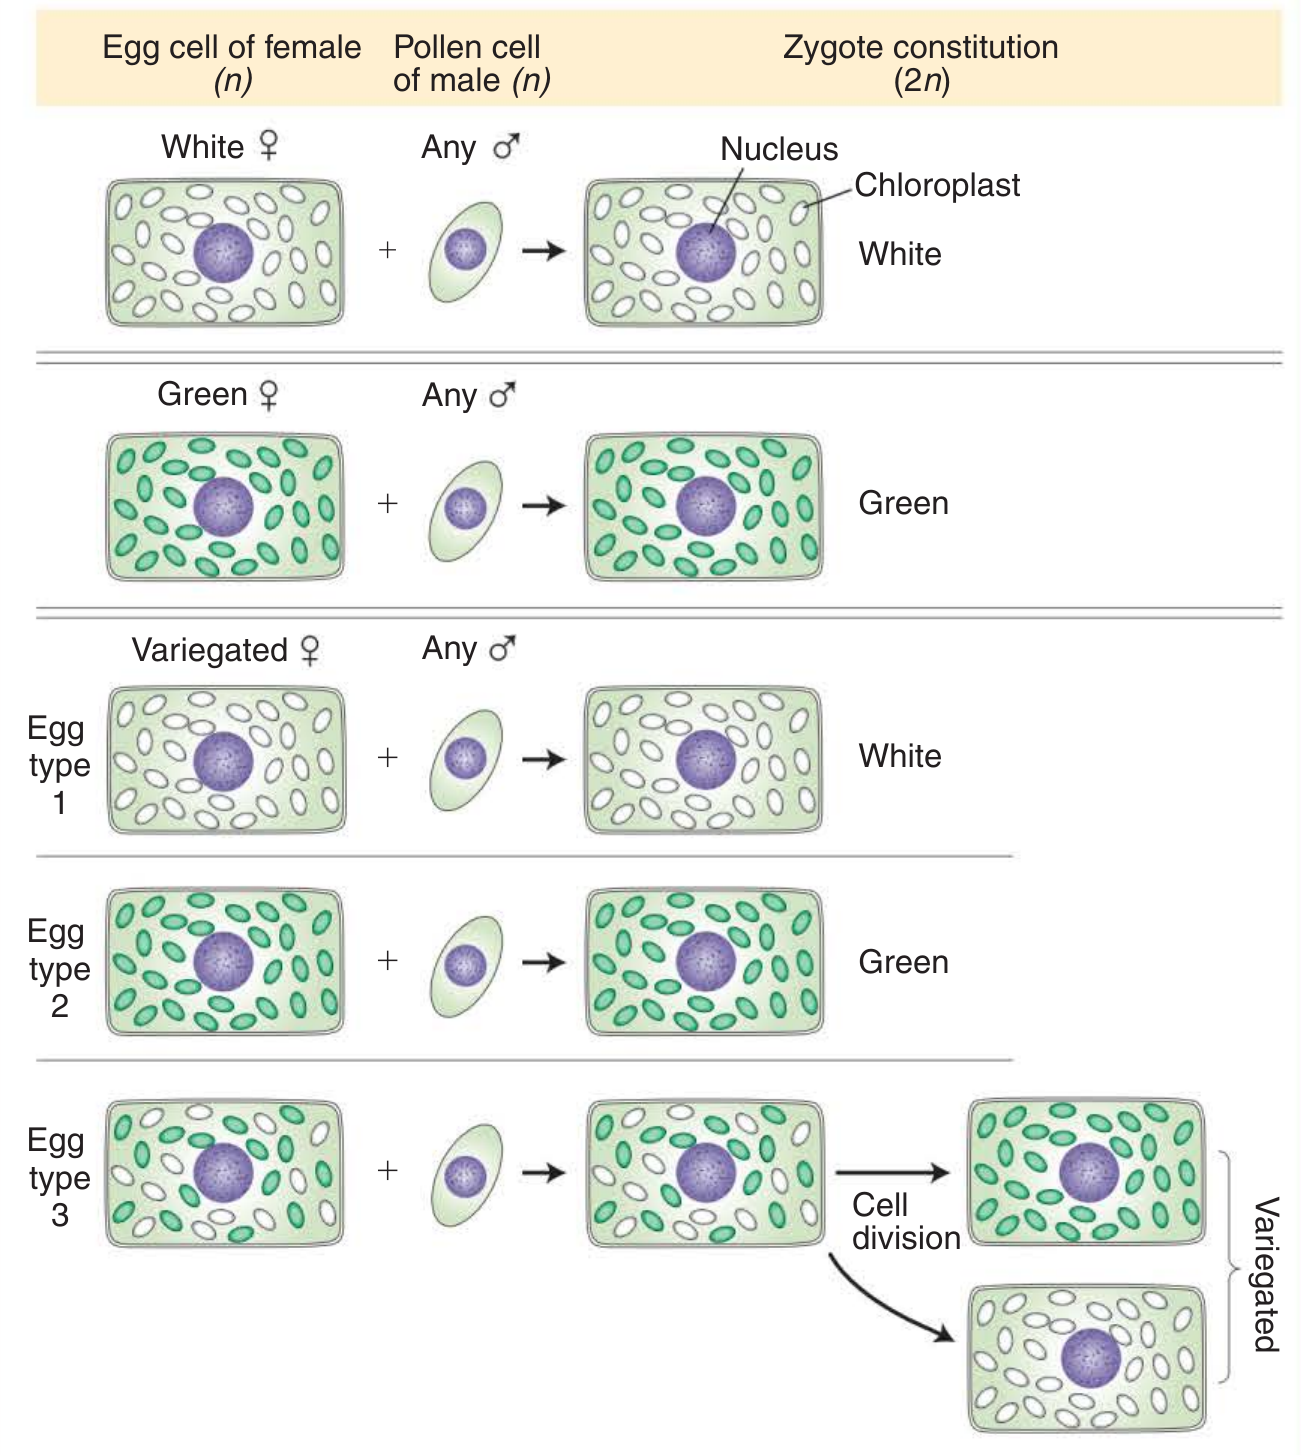 Egg cell of female
(n)
Pollen cell
of male (n)
Zygote constitution
(2n)
White ♀
Any ♂
Nucleus
Chloroplast
+
White
Green ♀
Any ♂
+
Green
Variegated ♀
Any ♂
Egg
type
1
+
White
Egg
type
2
+
Green
Egg
type
3
+
Cell
division
Variegated